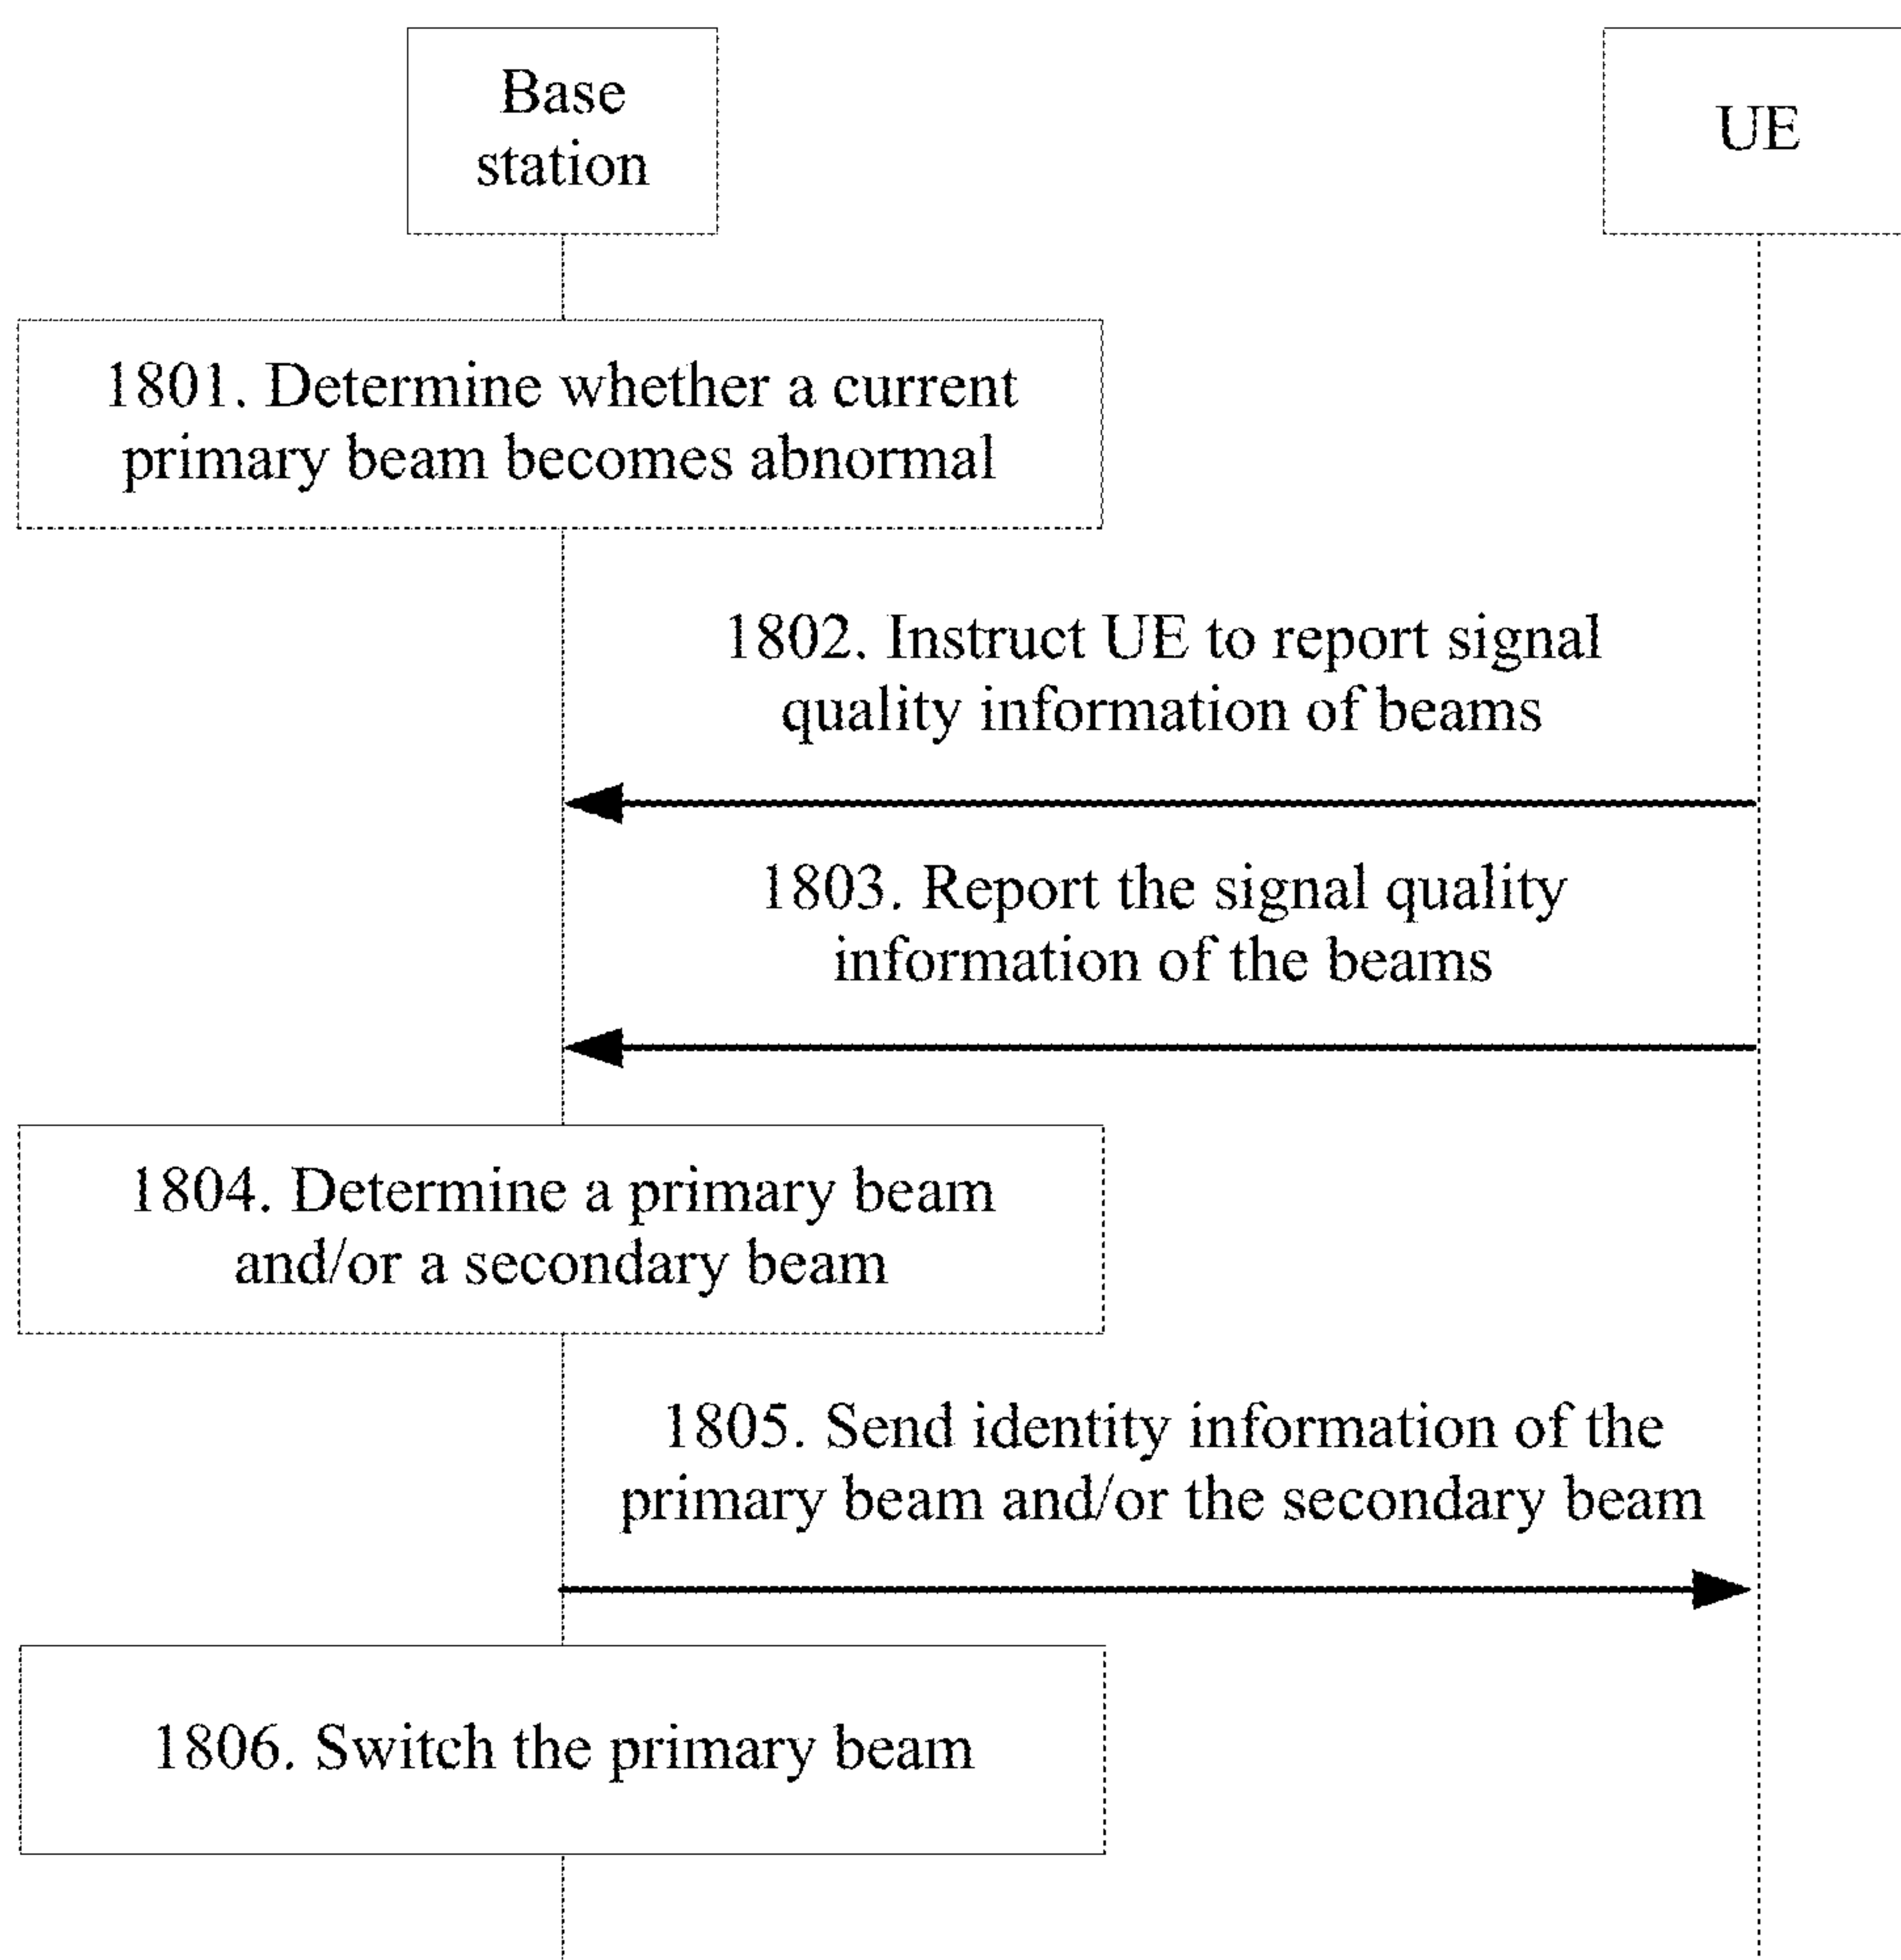 Base
station
UE
1801. Determine whether a current
primary beam becomes abnormal
1802. Instruct UE to report signal
quality information of beams
1803. Report the signal quality
information of the beams
1804. Determine a primary beam
and/or a secondary beam
1805. Send identity information of the
primary beam and/or the secondary beam
1806. Switch the primary beam